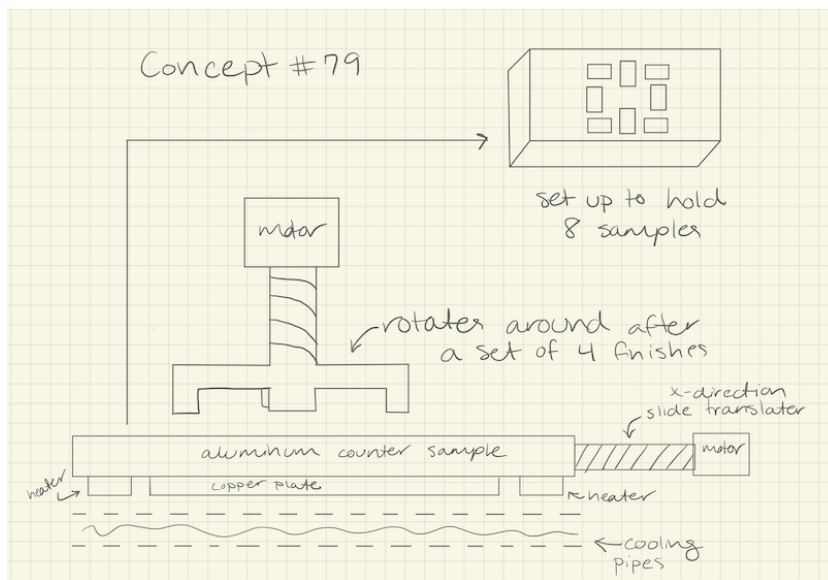 Concept #79
set up to hold
8 samples
motor
rotates around after
a set of 4 finishes
x-direction
slide translater
motor
aluminum counter sample
heater
copper plate
heater
cooling
pipes